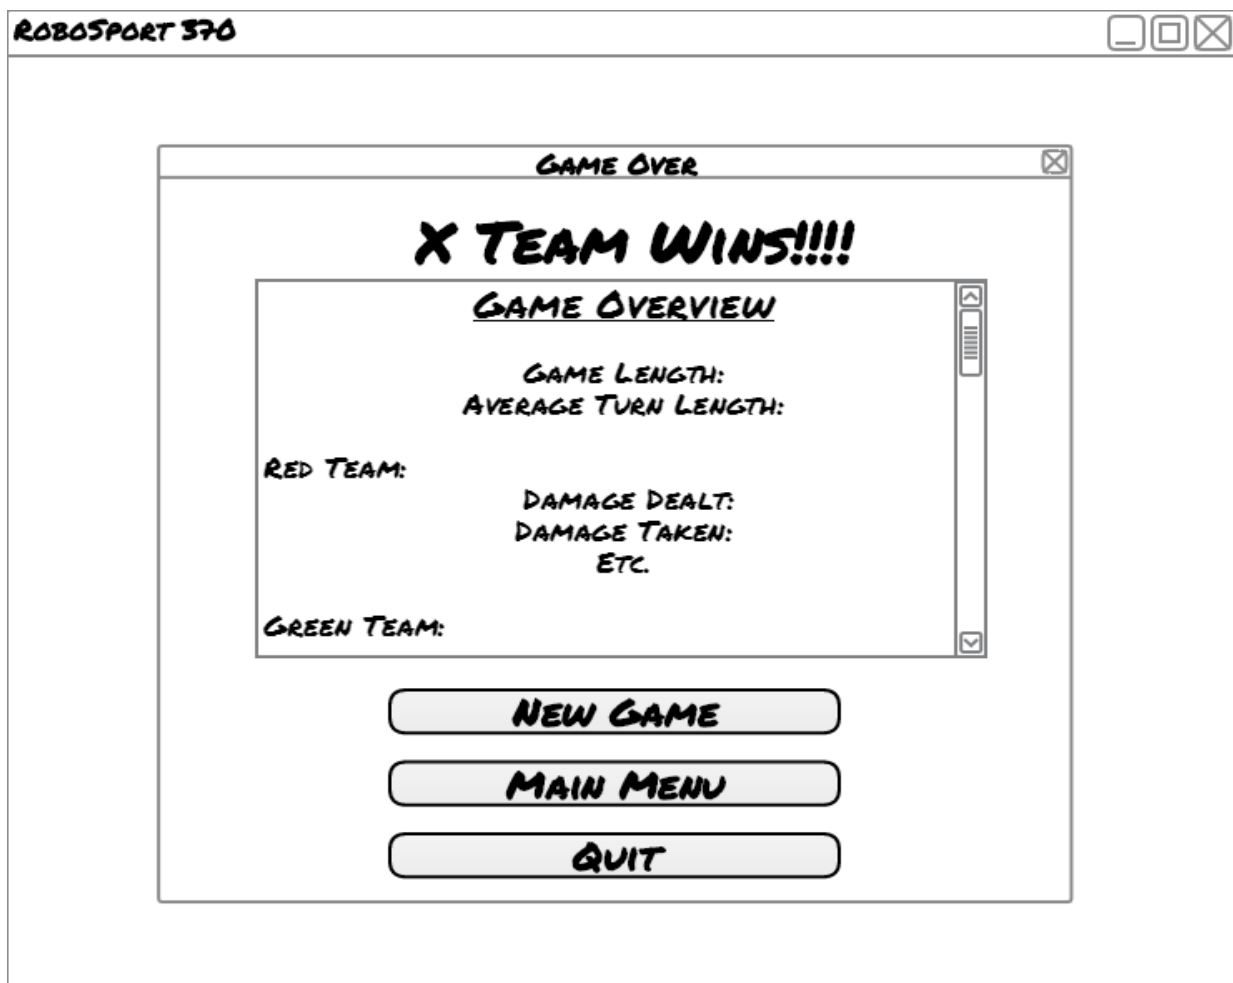 RoboSport 370
Game Over
X Team Wins!!!!
Game Overview
Game Length:
Average Turn Length:
Red Team:
Damage Dealt:
Damage Taken:
Etc.
Green Team:
New Game
Main Menu
Quit